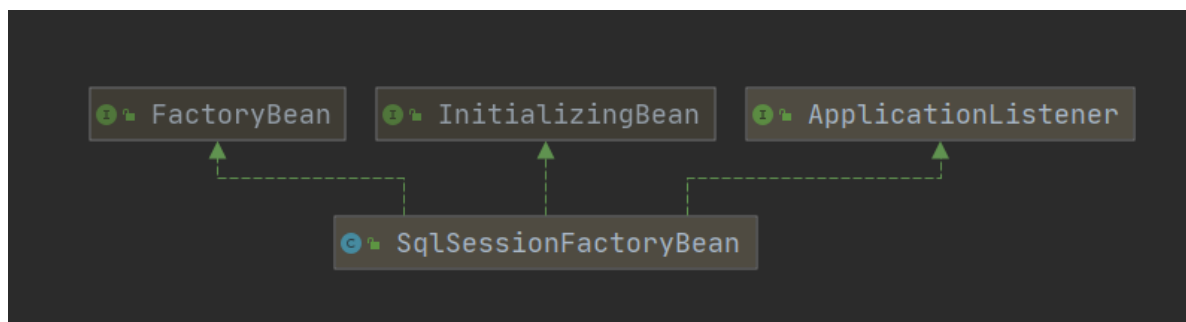 FactoryBean
InitializingBean
ApplicationListener
SqlSessionFactoryBean